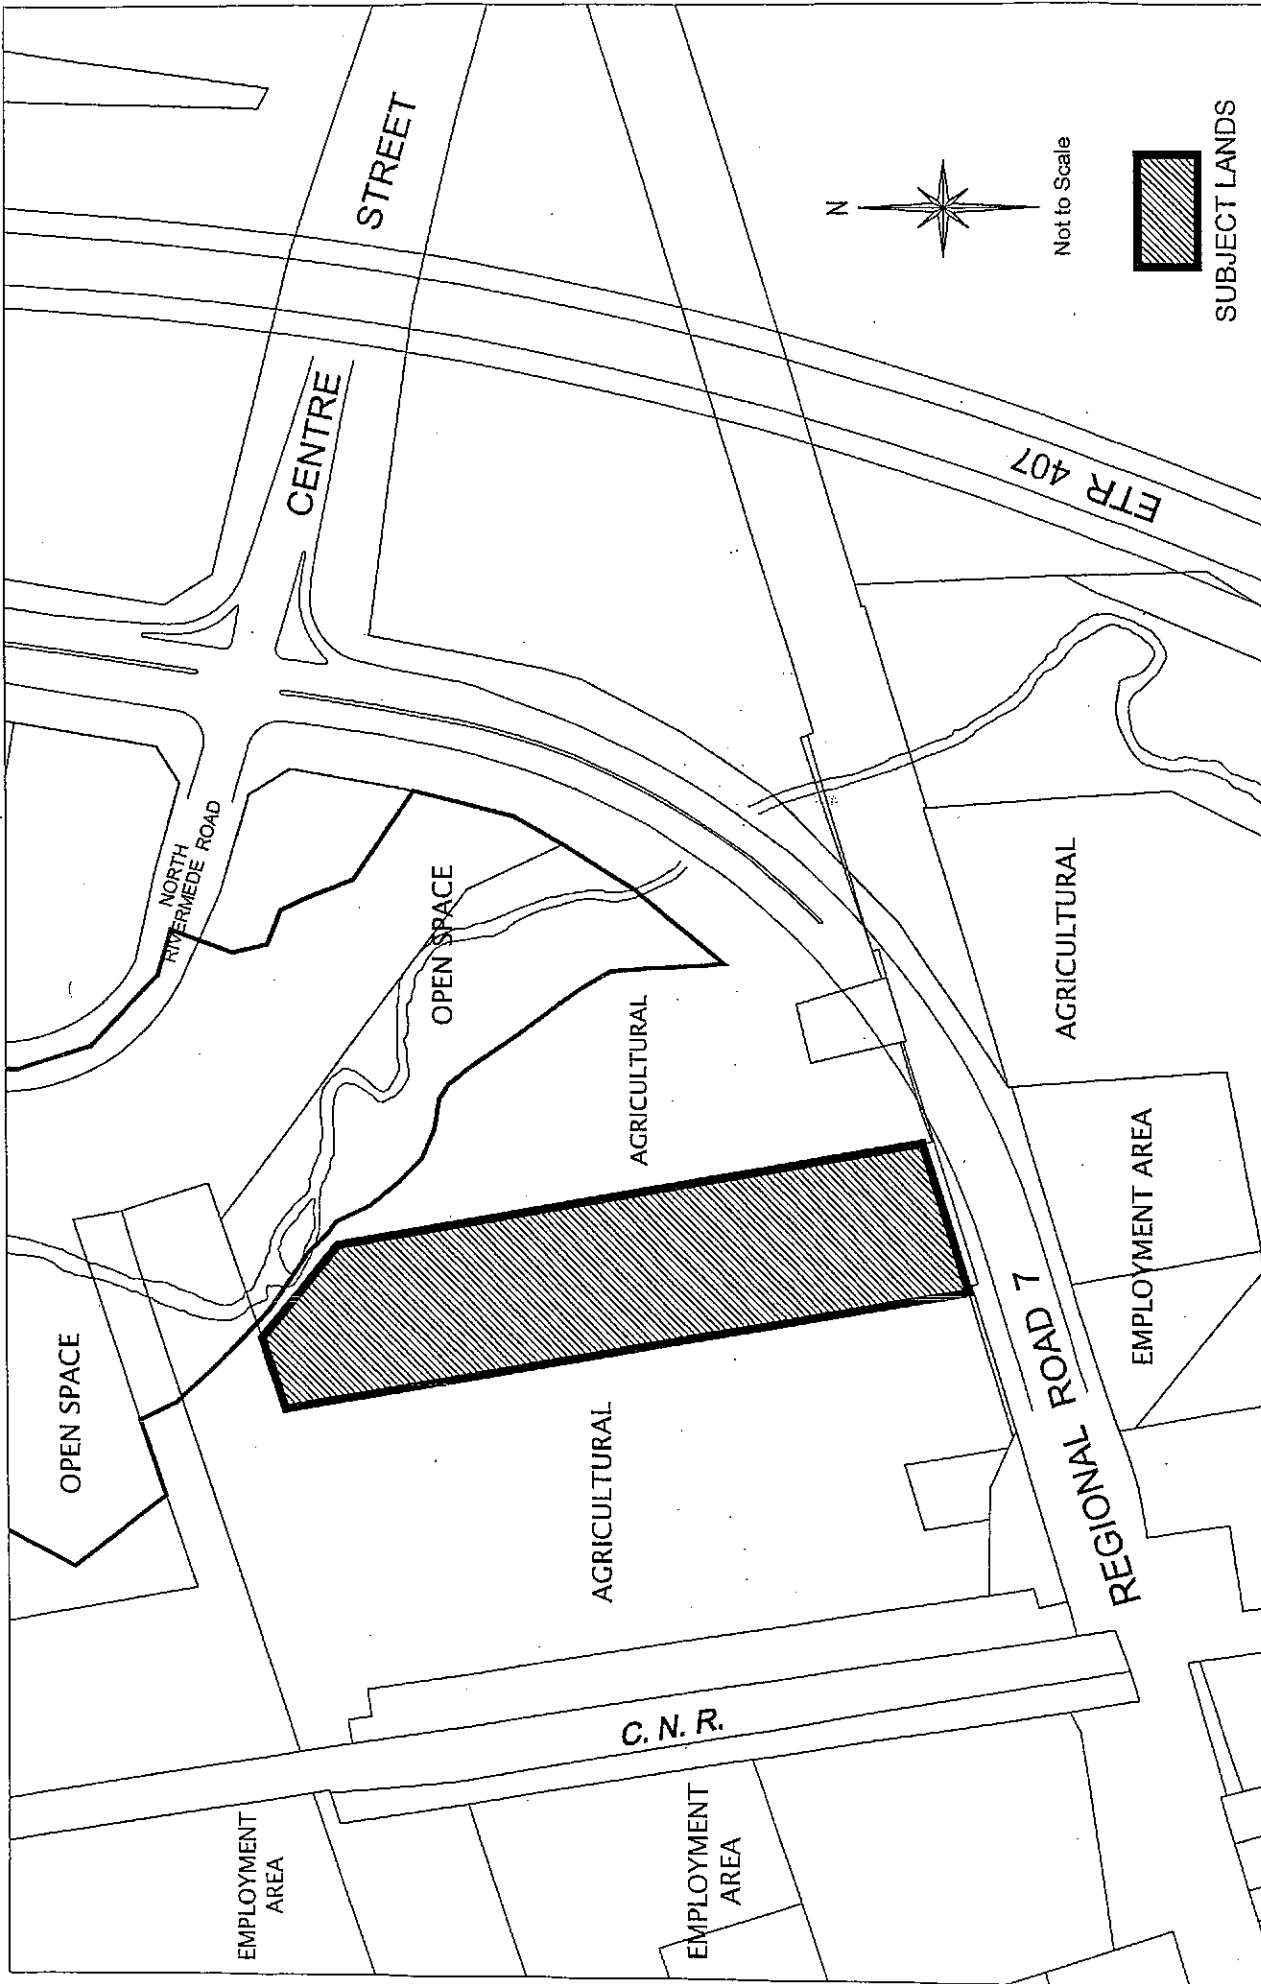 OPEN SPACE
NORTH
RIVERMEDE ROAD
CENTRE
STREET
EMPLOYMENT
AREA
OPEN SPACE
AGRICULTURAL
AGRICULTURAL
C. N. R.
EMPLOYMENT
AREA
ETR 407
N
Not to Scale
SUBJECT LANDS
AGRICULTURAL
REGIONAL ROAD 7
EMPLOYMENT AREA